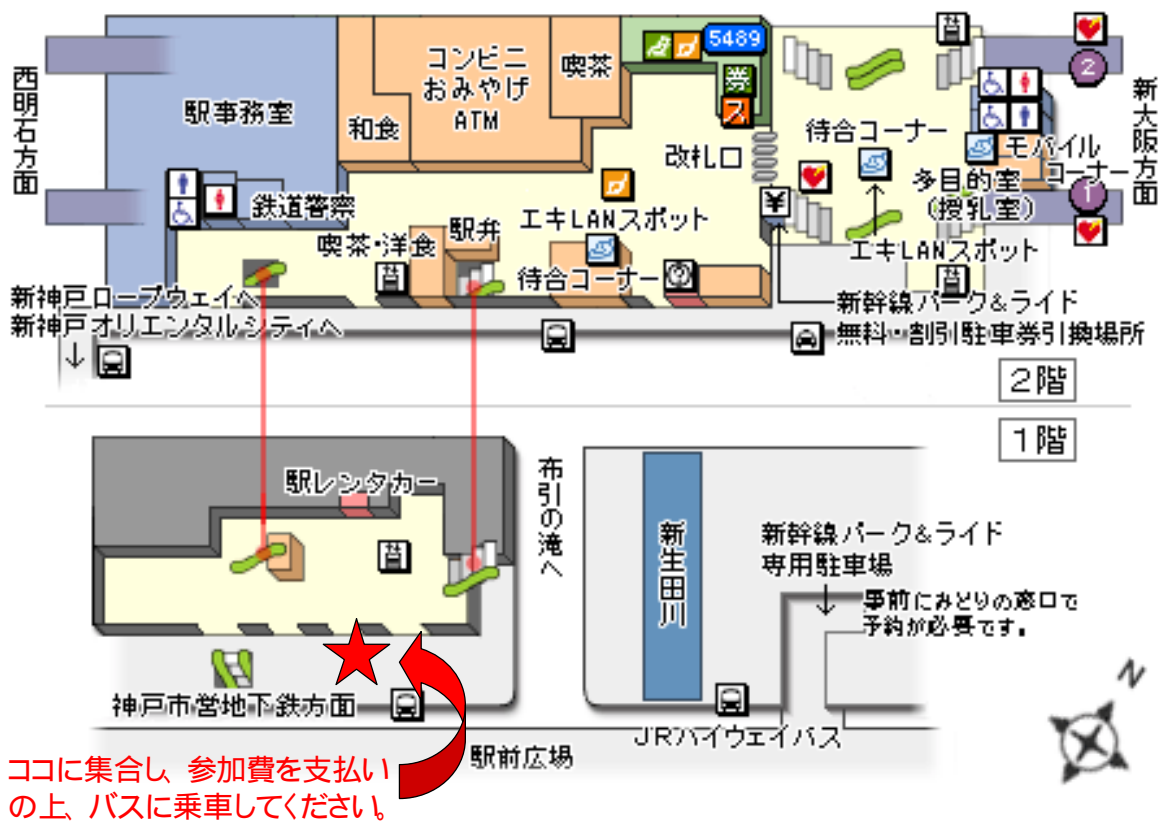 コンビニ
おみやげ
ATM
喫茶
5489
2
西明石方面
駅事務室
和食
券
ス
待合コーナー
新大阪方面
改札口
モバイル
コーナー
多目的室
(授乳室)
1
¥
鉄道警察
エキLANスポット
駅弁
喫茶・洋食
エキLANスポット
待合コーナー
?
新神戸ロープウェイへ
新神戸オリエンタルシティへ
新幹線パーク&ライド
無料・割引駐車券引換場所
2階
1階
駅レンタカー
布引の滝へ
新生田川
新幹線パーク&ライド
専用駐車場
事前にみどりの窓口で
予約が必要です。
N
神戸市営地下鉄方面
JRハイウェイバス
駅前広場
ココに集合し、参加費を支払い
の上、バスに乗車してください。